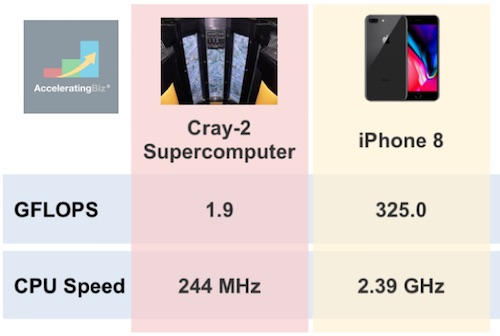 AcceleratingBiz®
Cray-2
Supercomputer
iPhone 8
GFLOPS 1.9 325.0
CPU Speed 244 MHz 2.39 GHz